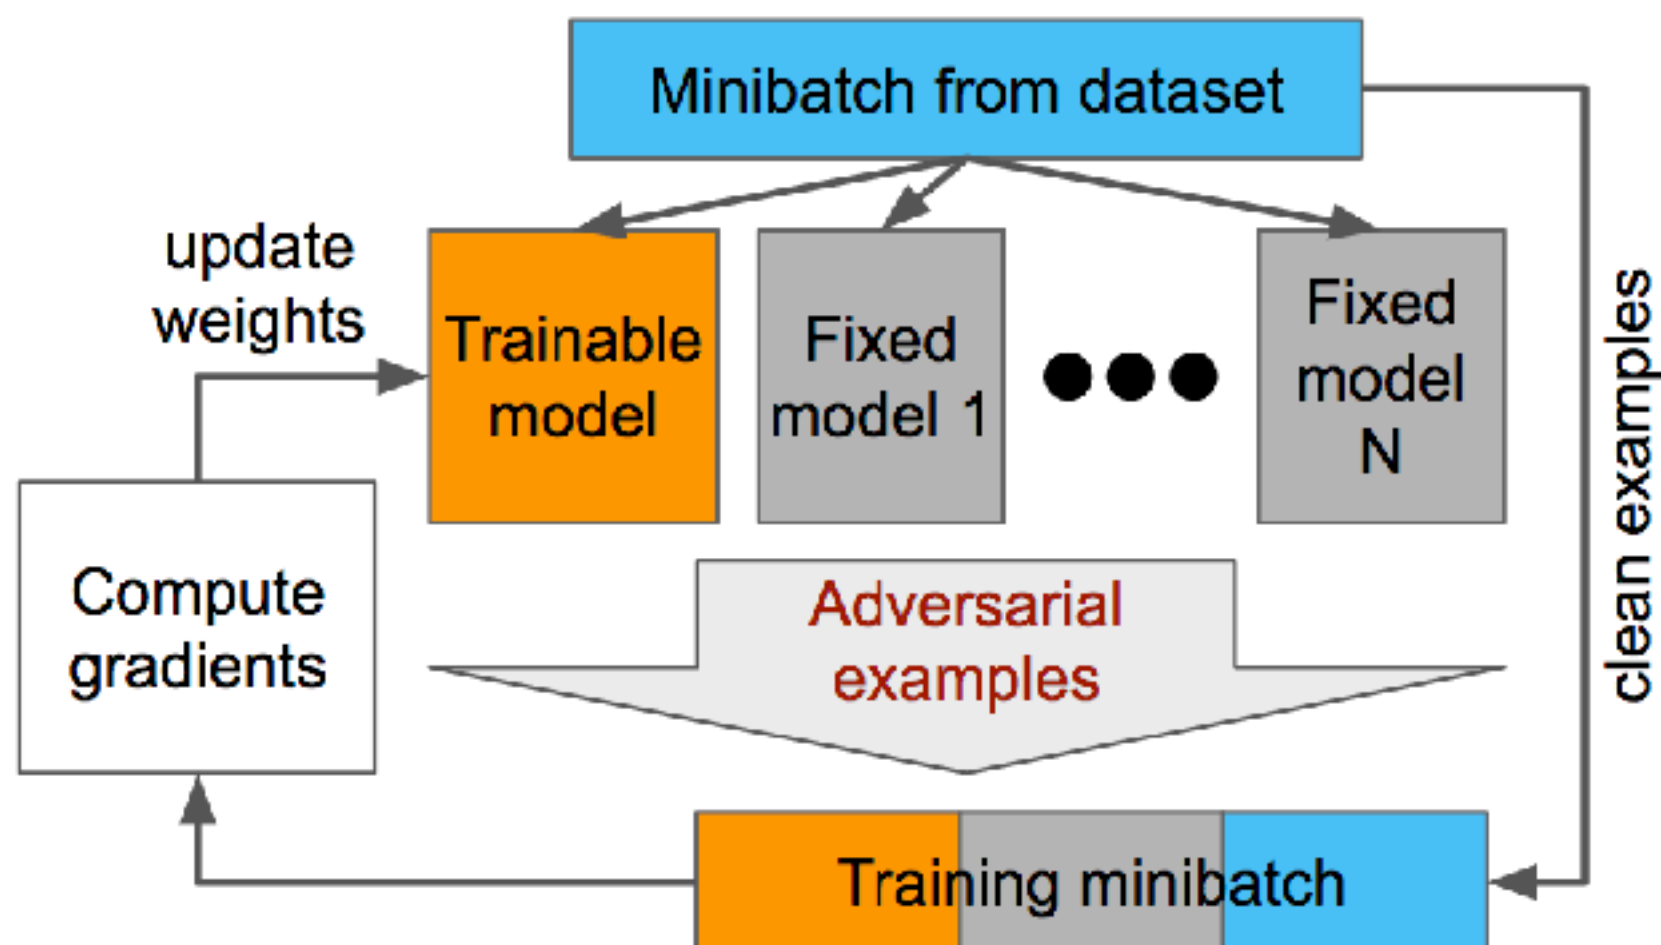 Minibatch from dataset
update
weights
Trainable
model
Fixed
model 1
Fixed
model
N
clean examples
Compute
gradients
Adversarial
examples
Training minibatch